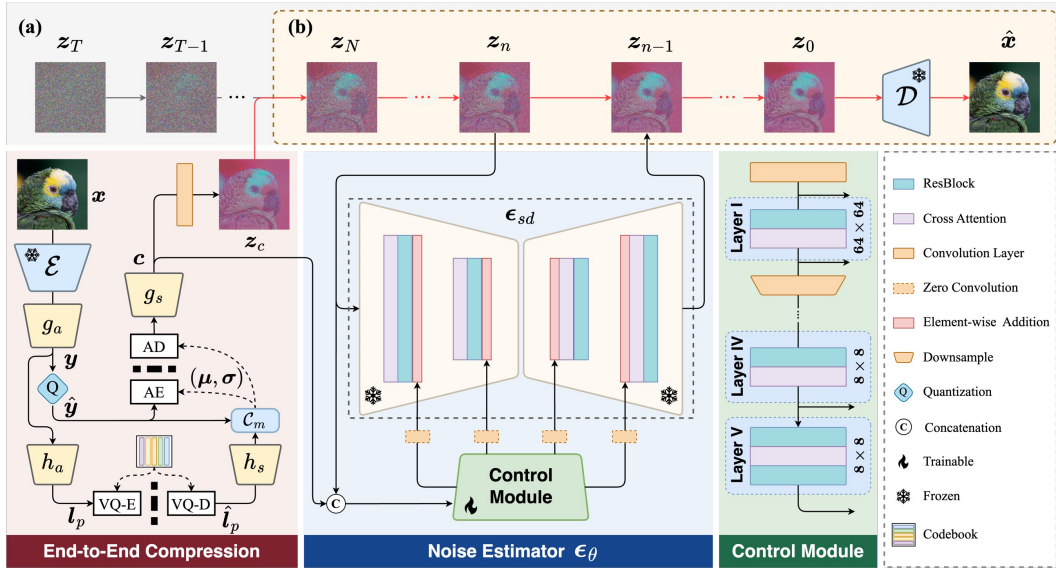 (a)
z_T
z_{T-1}
...
(b)
z_N
z_n
z_{n-1}
z_0
x̂
...
...
D
x
E
g_a
y
Q
ŷ
h_a
l_p
VQ-E
VQ-D
l̂_p
h_s
C_m
(μ, σ)
AE
AD
g_s
c
z_c
End-to-End Compression
ϵ_{sd}
C
Control
Module
Noise Estimator ϵ_θ
Layer I
64 × 64
Layer IV
8 × 8
Layer V
8 × 8
Control Module
ResBlock
Cross Attention
Convolution Layer
Zero Convolution
Element-wise Addition
Downsample
Q
Quantization
C
Concatenation
Trainable
Frozen
Codebook